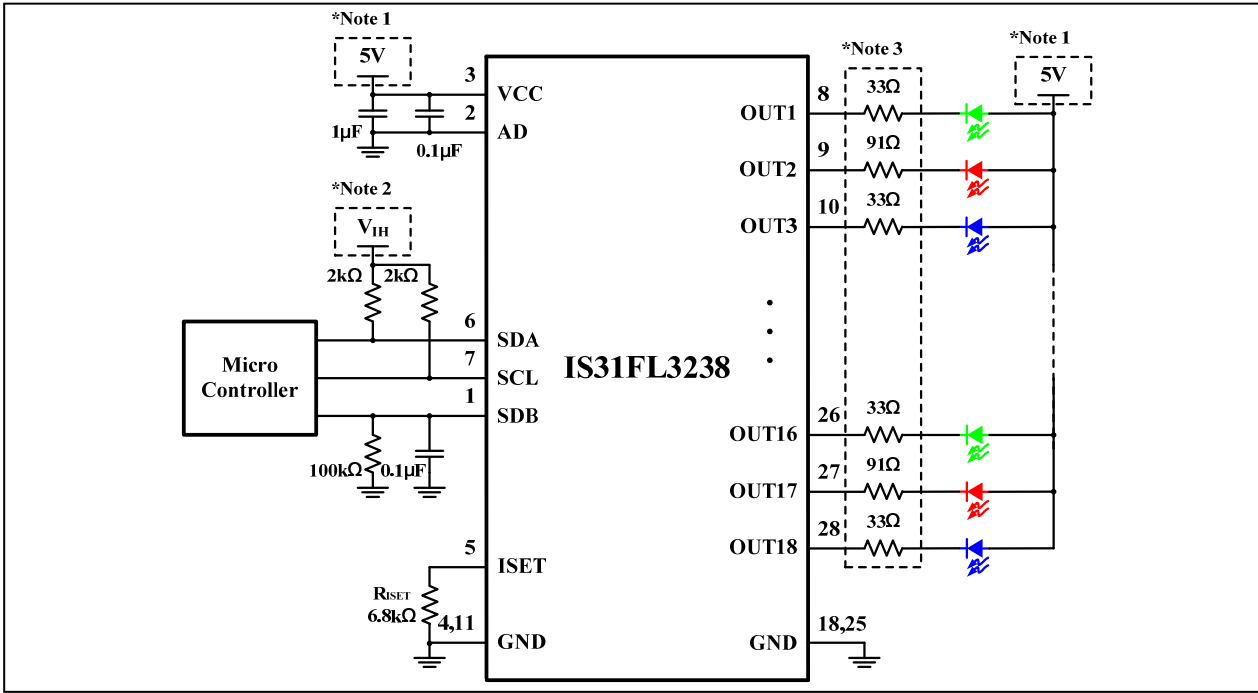 *Note 1
5V
3
VCC
2
AD
1µF
0.1µF
*Note 2
VIH
2kΩ 2kΩ
6
SDA
7
SCL
1
SDB
Micro
Controller
100kΩ
0.1µF
5
ISET
RISET
6.8kΩ
4,11
GND
IS31FL3238
*Note 3
*Note 1
5V
8
33Ω
OUT1
9
91Ω
OUT2
10
33Ω
OUT3
26
33Ω
OUT16
27
91Ω
OUT17
28
33Ω
OUT18
18,25
GND